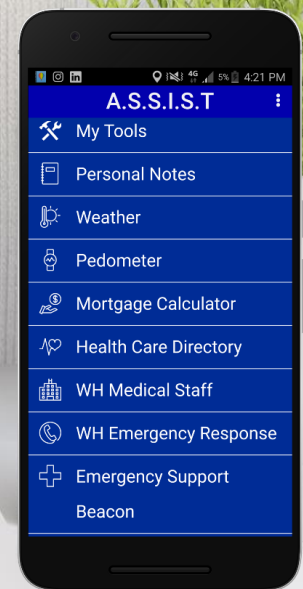 4G 5% 4:21 PM
A.S.S.I.S.T
My Tools
Personal Notes
Weather
Pedometer
Mortgage Calculator
Health Care Directory
WH Medical Staff
WH Emergency Response
Emergency Support
Beacon